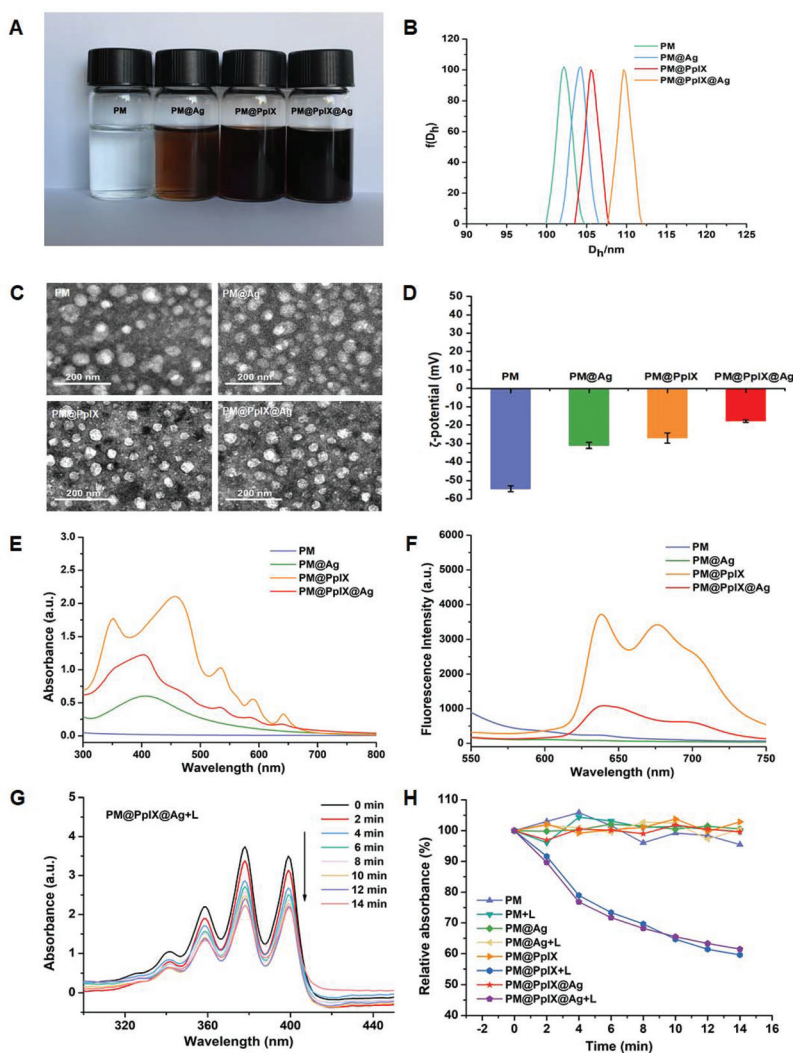 A
PM
PM@Ag
PM@PpIX
PM@PpIX@Ag
B
PM
PM@Ag
PM@PpIX
PM@PpIX@Ag
f(Dh)
120
100
80
60
40
20
0
90 95 100 105 110 115 120 125
Dh/nm
C
PM
200 nm
PM@Ag
200 nm
PM@PpIX
200 nm
PM@PpIX@Ag
200 nm
D
ζ-potential (mV)
50
40
30
20
10
0
-10
-20
-30
-40
-50
-60
PM PM@Ag PM@PpIX PM@PpIX@Ag
E
PM
PM@Ag
PM@PpIX
PM@PpIX@Ag
Absorbance (a.u.)
3.0
2.5
2.0
1.5
1.0
0.5
0.0
300 400 500 600 700 800
Wavelength (nm)
F
PM
PM@Ag
PM@PpIX
PM@PpIX@Ag
Fluorescence Intensity (a.u.)
6000
5000
4000
3000
2000
1000
0
550 600 650 700 750
Wavelength (nm)
G
PM@PpIX@Ag+L
0 min
2 min
4 min
6 min
8 min
10 min
12 min
14 min
Absorbance (a.u.)
5
4
3
2
1
0
320 360 400 440
Wavelength (nm)
H
Relative absorbance (%)
110
100
90
80
70
60
50
40
PM
PM+L
PM@Ag
PM@Ag+L
PM@PpIX
PM@PpIX+L
PM@PpIX@Ag
PM@PpIX@Ag+L
-2 0 2 4 6 8 10 12 14 16
Time (min)